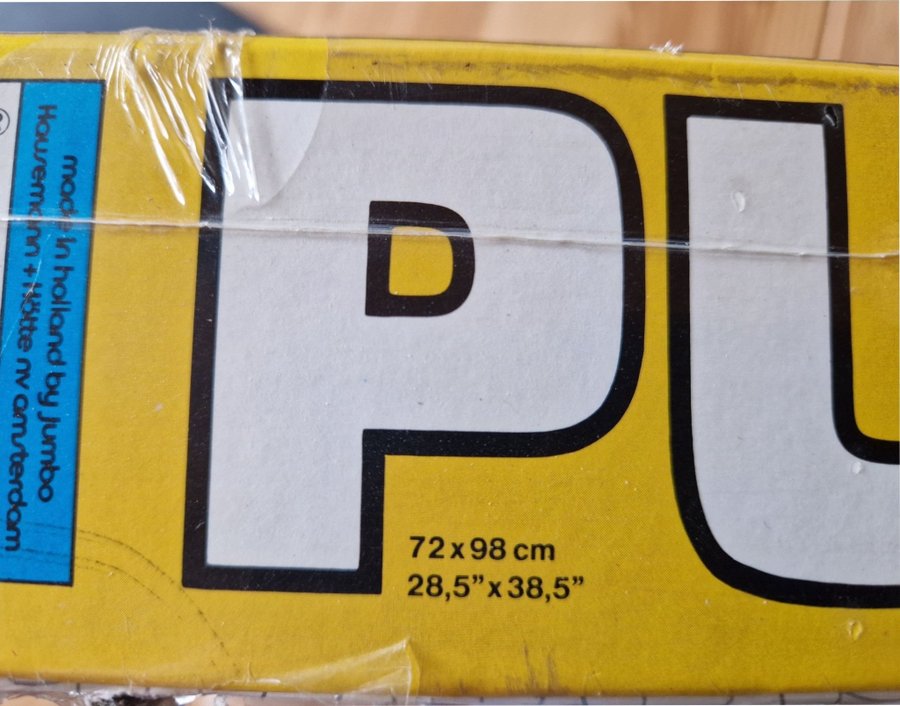 made in holland by jumbo
Hausemann + Hötte nv amsterdam
PU
72 x 98 cm
28,5” x 38,5”